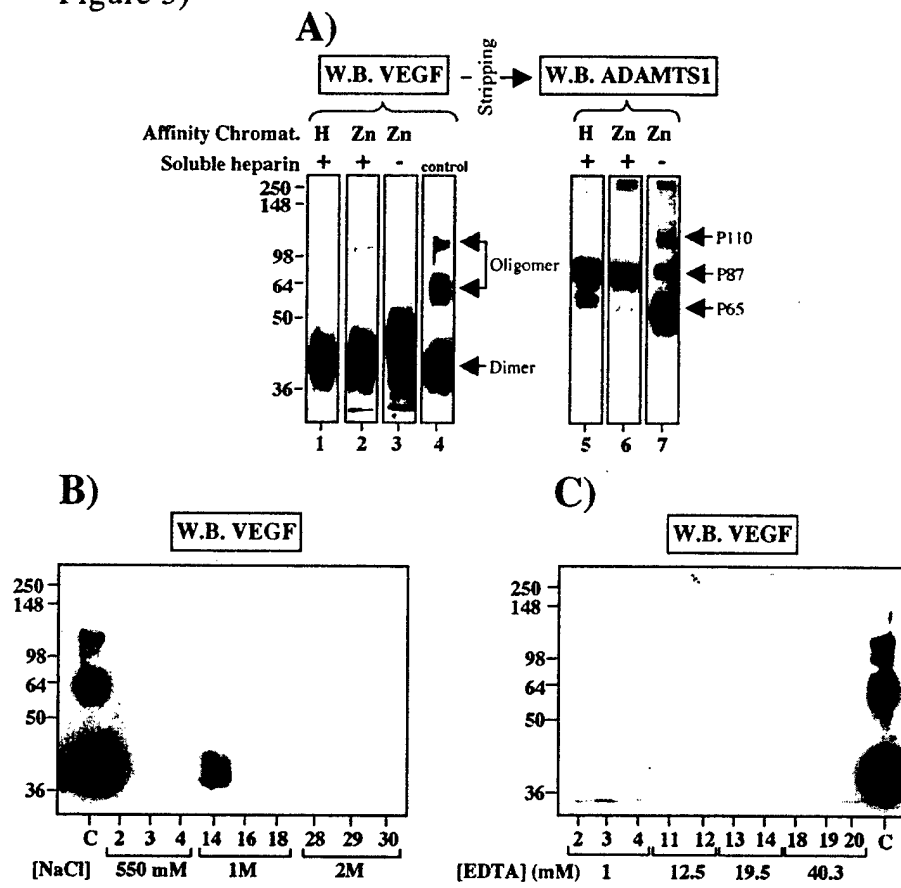 Figure 3)
A)
W.B. VEGF
Stripping
W.B. ADAMTS1
Affinity Chromat. H Zn Zn H Zn Zn
Soluble heparin + + - control + + -
250
148
98
64
50
36
Oligomer
Dimer
P110
P87
P65
1 2 3 4 5 6 7
B)
W.B. VEGF
250
148
98
64
50
36
C 2 3 4 14 16 18 28 29 30
[NaCl] 550 mM 1M 2M
C)
W.B. VEGF
250
148
98
64
50
36
2 3 4 11 12 13 14 18 19 20 C
[EDTA] (mM) 1 12.5 19.5 40.3